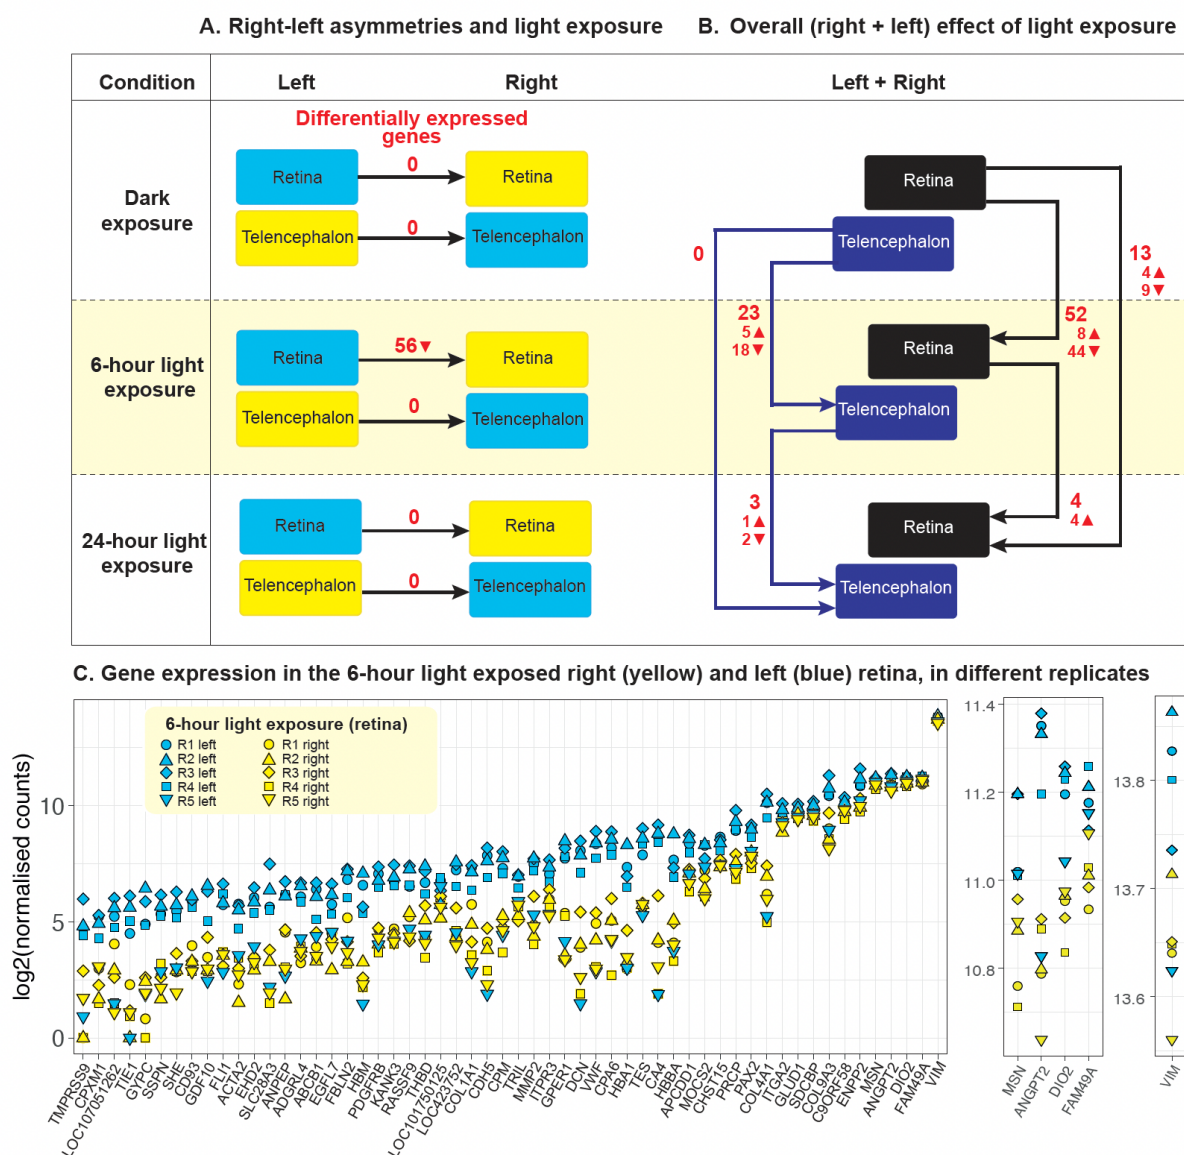 A. Right-left asymmetries and light exposure
B. Overall (right + left) effect of light exposure
Condition
Left
Right
Left + Right
Differentially expressed
genes
Dark
exposure
Retina
0
Retina
Telencephalon
0
Telencephalon
Retina
Telencephalon
0
13
4▲
9▼
6-hour light
exposure
Retina
56▼
Retina
Telencephalon
0
Telencephalon
23
5▲
18▼
Retina
52
8▲
44▼
Telencephalon
24-hour light
exposure
Retina
0
Retina
Telencephalon
0
Telencephalon
3
1▲
2▼
Retina
4
4▲
Telencephalon
C. Gene expression in the 6-hour light exposed right (yellow) and left (blue) retina, in different replicates
log2(normalised counts)
10
5
0
6-hour light exposure (retina)
R1 left
R1 right
R2 left
R2 right
R3 left
R3 right
R4 left
R4 right
R5 left
R5 right
TMPRSS9
CPXM1
LOC107051262
TIE1
GYPC
SSPN
SHE
CD93
GDF10
FLI1
ACTA2
EHD2
SLC28A3
ANPEP
ADGRL4
ABCB1
EGFL7
FBLN2
HBM
PDGFRB
KANK3
RASSF9
THBD
LOC101750125
LOC423752
COL1A1
CDH5
CPM
TRIL
MMP2
ITPR3
GPER1
DCN
VWF
CPA6
HBA1
TES
CA4
HBBA
APCDD1
MOCS2
CHST15
PRCP
PAX2
COL4A1
ITGA2
GLUD1
SDCBP
COL9A3
C9ORF58
ENPP2
MSN
ANGPT2
DIO2
FAM49A
VIM
11.4
11.2
11.0
10.8
MSN
ANGPT2
DIO2
FAM49A
13.8
13.7
13.6
VIM